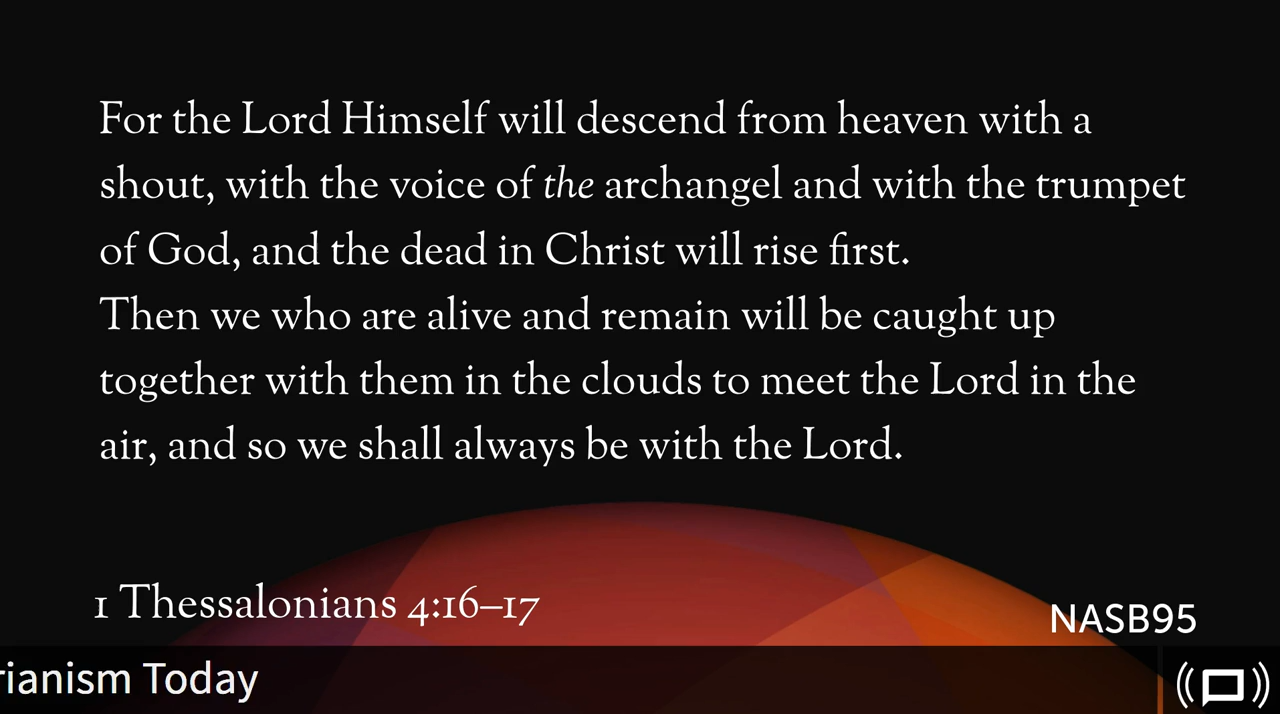 For the Lord Himself will descend from heaven with a
shout, with the voice of the archangel and with the trumpet
of God, and the dead in Christ will rise first.
Then we who are alive and remain will be caught up
together with them in the clouds to meet the Lord in the
air, and so we shall always be with the Lord.
1 Thessalonians 4:16–17
NASB95
rianism Today